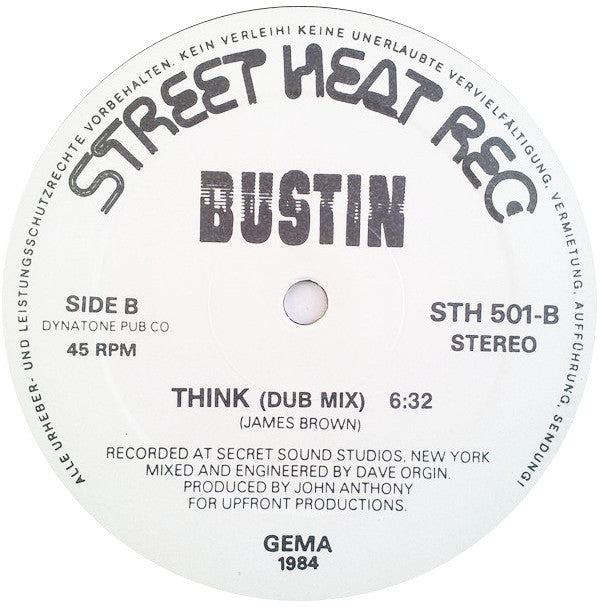 ALLE URHEBER- UND LEISTUNGSSCHUTZRECHTE VORBEHALTEN. KEIN VERLEIH! KEINE UNERLAUBTE VERVIELFÄLTIGUNG, VERMIETUNG, AUFFÜHRUNG, SENDUNG!
STREET HEAT REC
BUSTIN
SIDE B
DYNATONE PUB CO.
45 RPM
STH 501-B
STEREO
THINK (DUB MIX) 6:32
(JAMES BROWN)
RECORDED AT SECRET SOUND STUDIOS, NEW YORK
MIXED AND ENGINEERED BY DAVE ORGIN.
PRODUCED BY JOHN ANTHONY
FOR UPFRONT PRODUCTIONS.
GEMA
1984